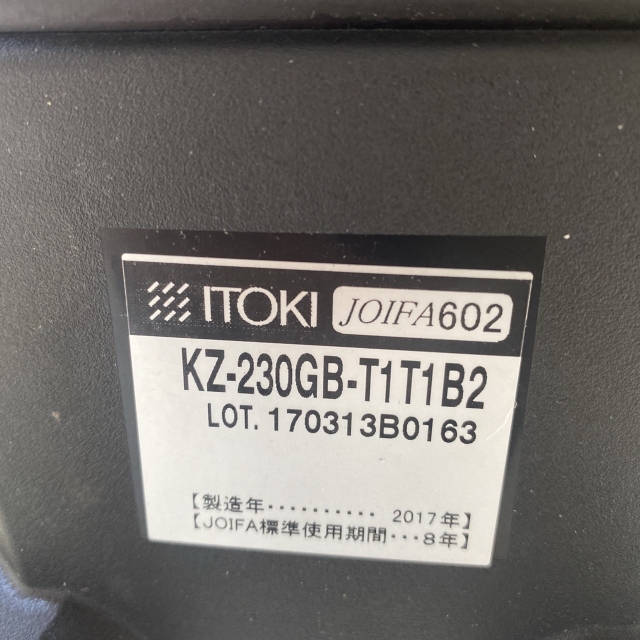 ITOKI JOIFA602
KZ-230GB-T1T1B2
LOT. 170313B0163
【製造年・・・・・・・・・・ 2017年】
【JOIFA標準使用期間・・・8年】